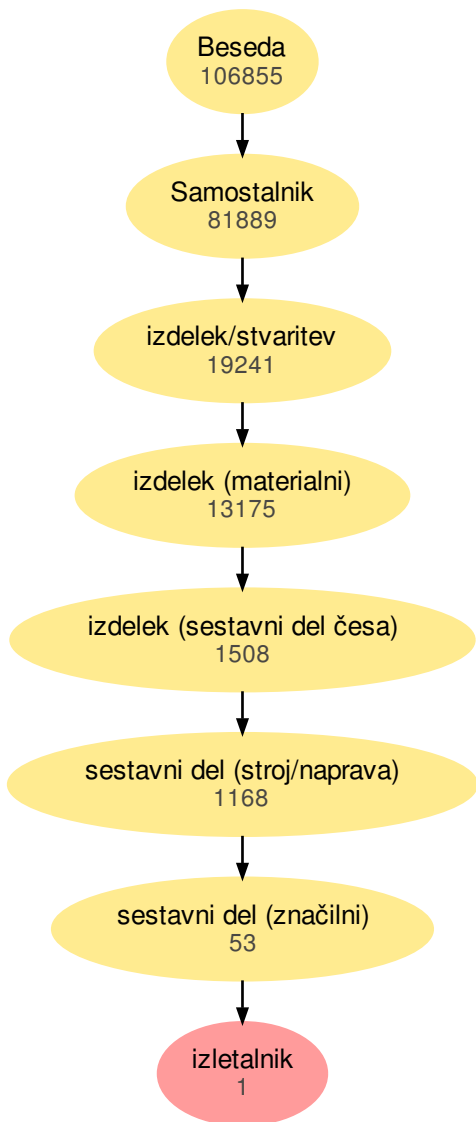 Beseda
106855
Samostalnik
81889
izdelek/stvaritev
19241
izdelek (materialni)
13175
izdelek (sestavni del česa)
1508
sestavni del (stroj/naprava)
1168
sestavni del (značilni)
53
izletalnik
1